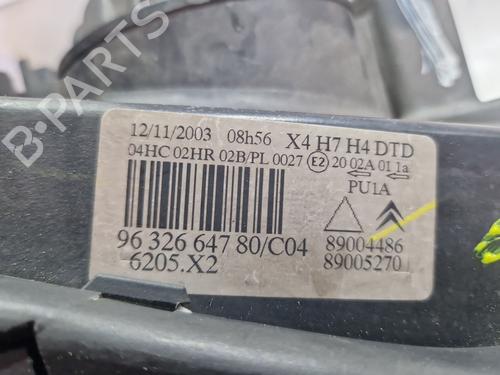 B-PARTS
12/11/2003 08h56 X4 H7 H4 DTD
04HC 02HR 02B/PL 0027 E2 20 02A 01 1a
PU1A
96 326 647 80/C04 89004486
6205.X2 89005270